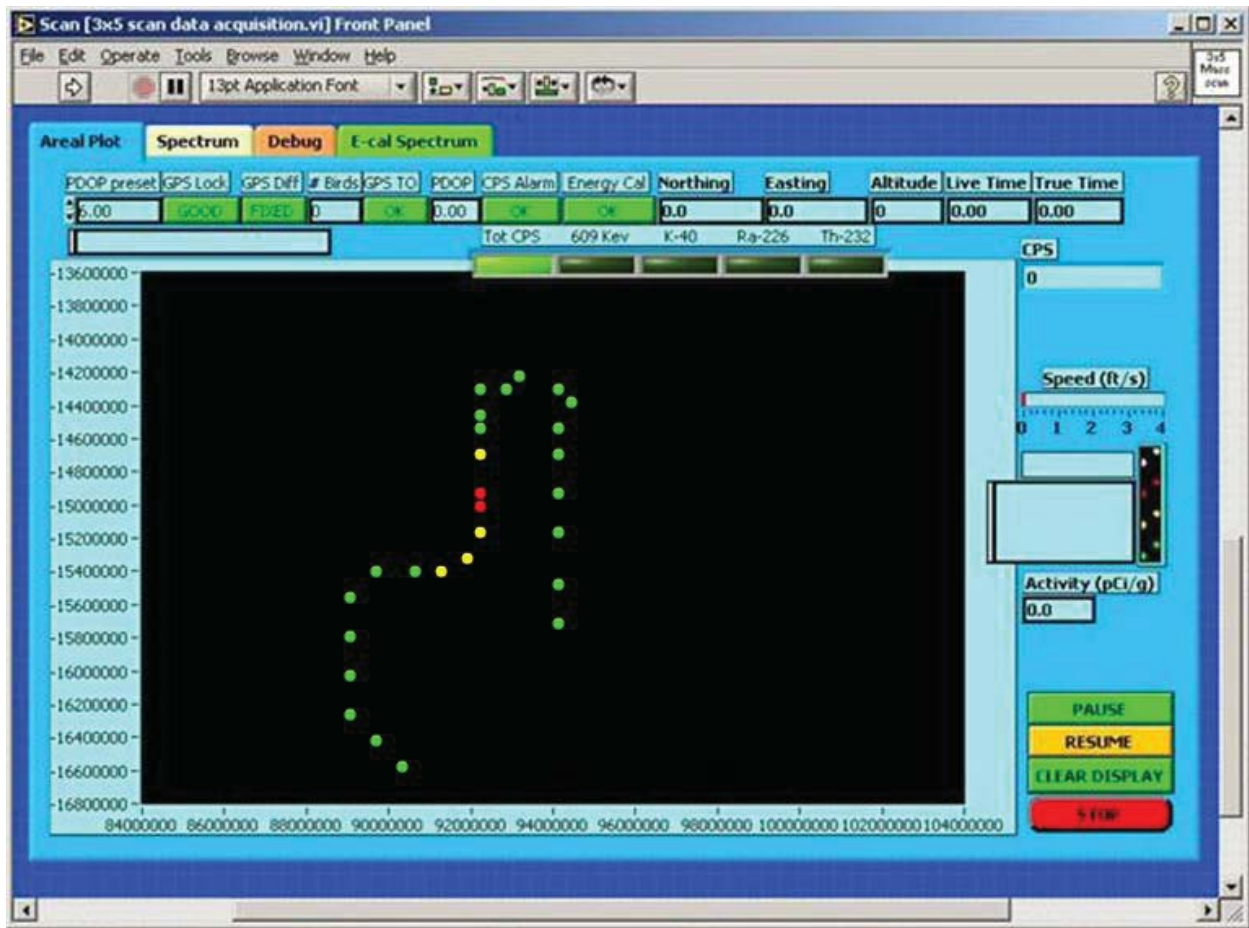 Scan [3x5 scan data acquisition.vi] Front Panel
File Edit Operate Tools Browse Window Help
13pt Application Font
3x5
Mass
scan
Areal Plot Spectrum Debug E-cal Spectrum
PDOP preset GPS Lock GPS Diff # Birds GPS TO PDOP CPS Alarm Energy Cal Northing Easting Altitude Live Time True Time
6.00 GOOD FIXED 0 OK 0.00 OK OK 0.0 0.0 0 0.00 0.00
Tot CPS 609 Kev K-40 Ra-226 Th-232
CPS
0
-13600000
-13800000
-14000000
-14200000
-14400000
-14600000
-14800000
-15000000
-15200000
-15400000
-15600000
-15800000
-16000000
-16200000
-16400000
-16600000
-16800000
84000000 86000000 88000000 90000000 92000000 94000000 96000000 98000000 100000000 102000000 104000000
Speed (ft/s)
0 1 2 3 4
Activity (pCi/g)
0.0
PAUSE
RESUME
CLEAR DISPLAY
STOP